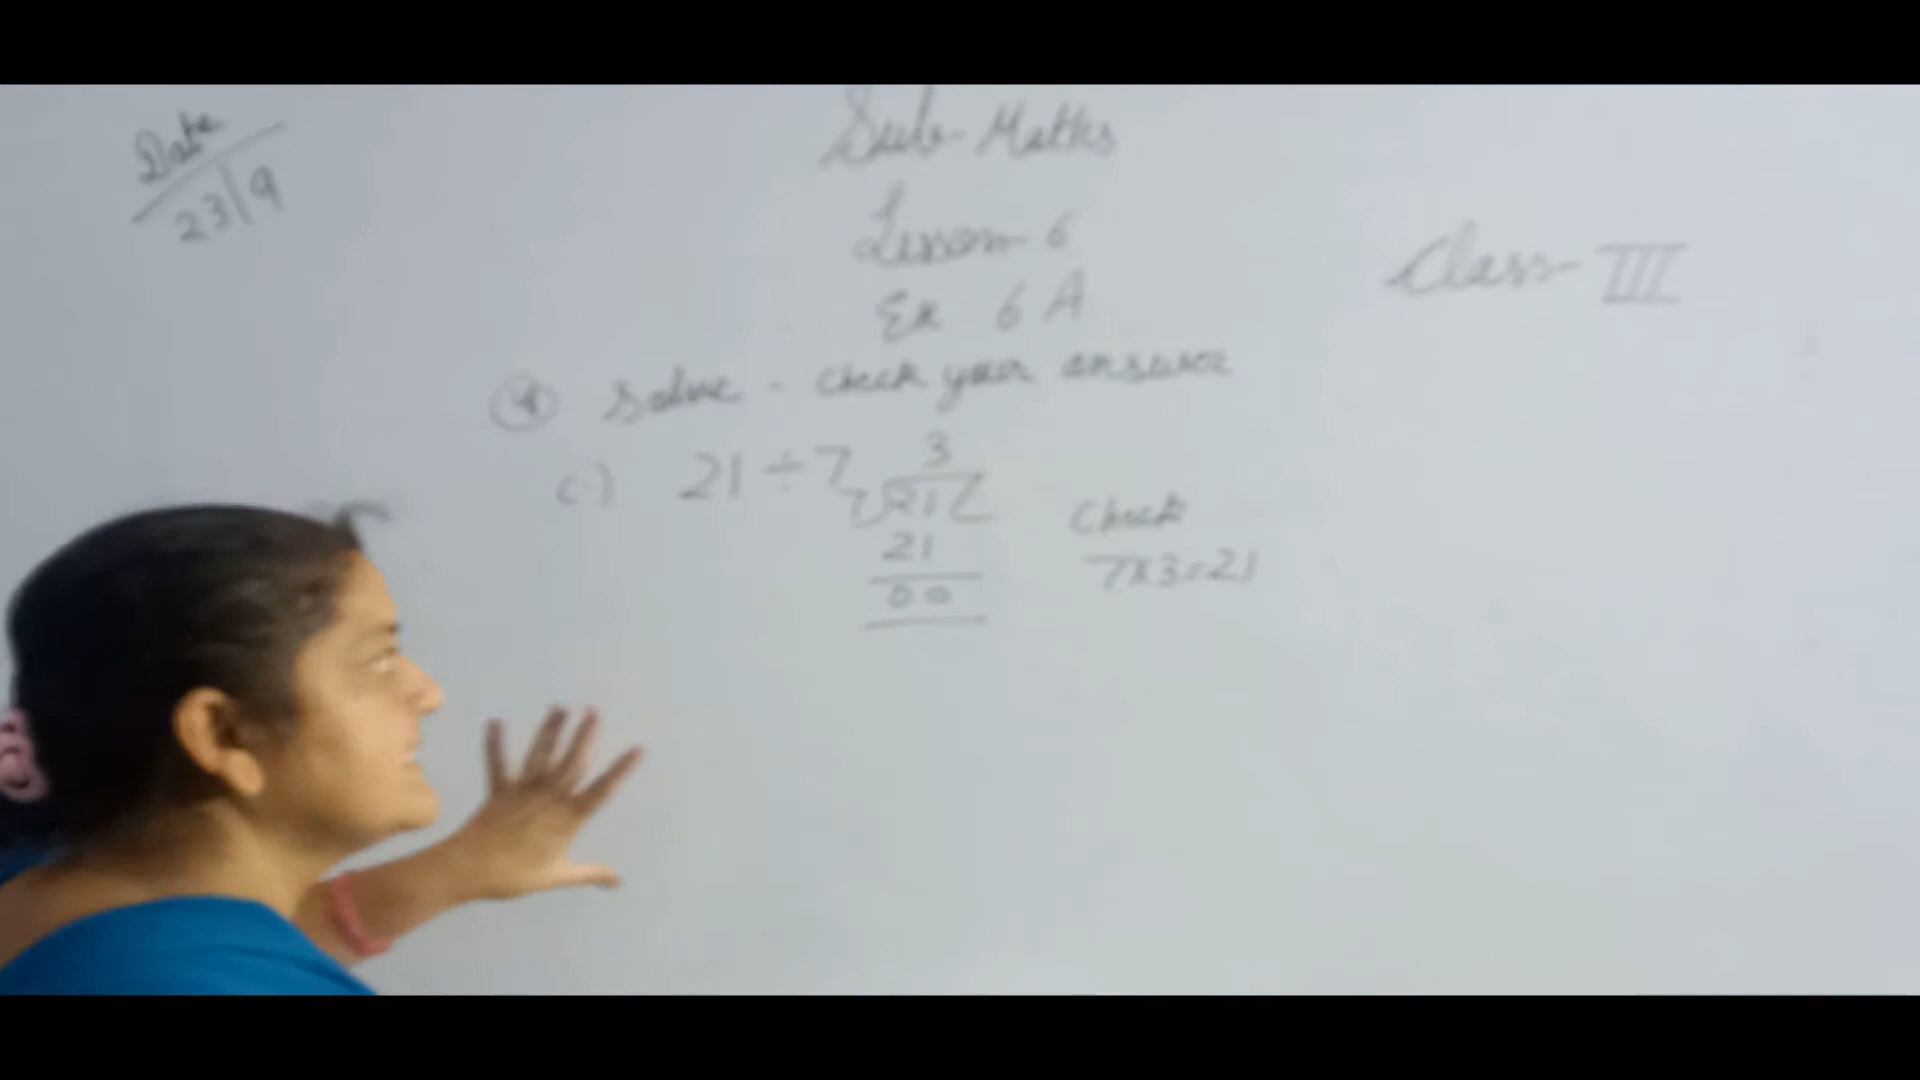 Date
23/9
Sub- Maths
Lesson- 6
Class- III
Ex 6 A
④ Solve - check your answer
c.) 21 ÷ 7
3
7)21(
21
00
Check
7x3=21